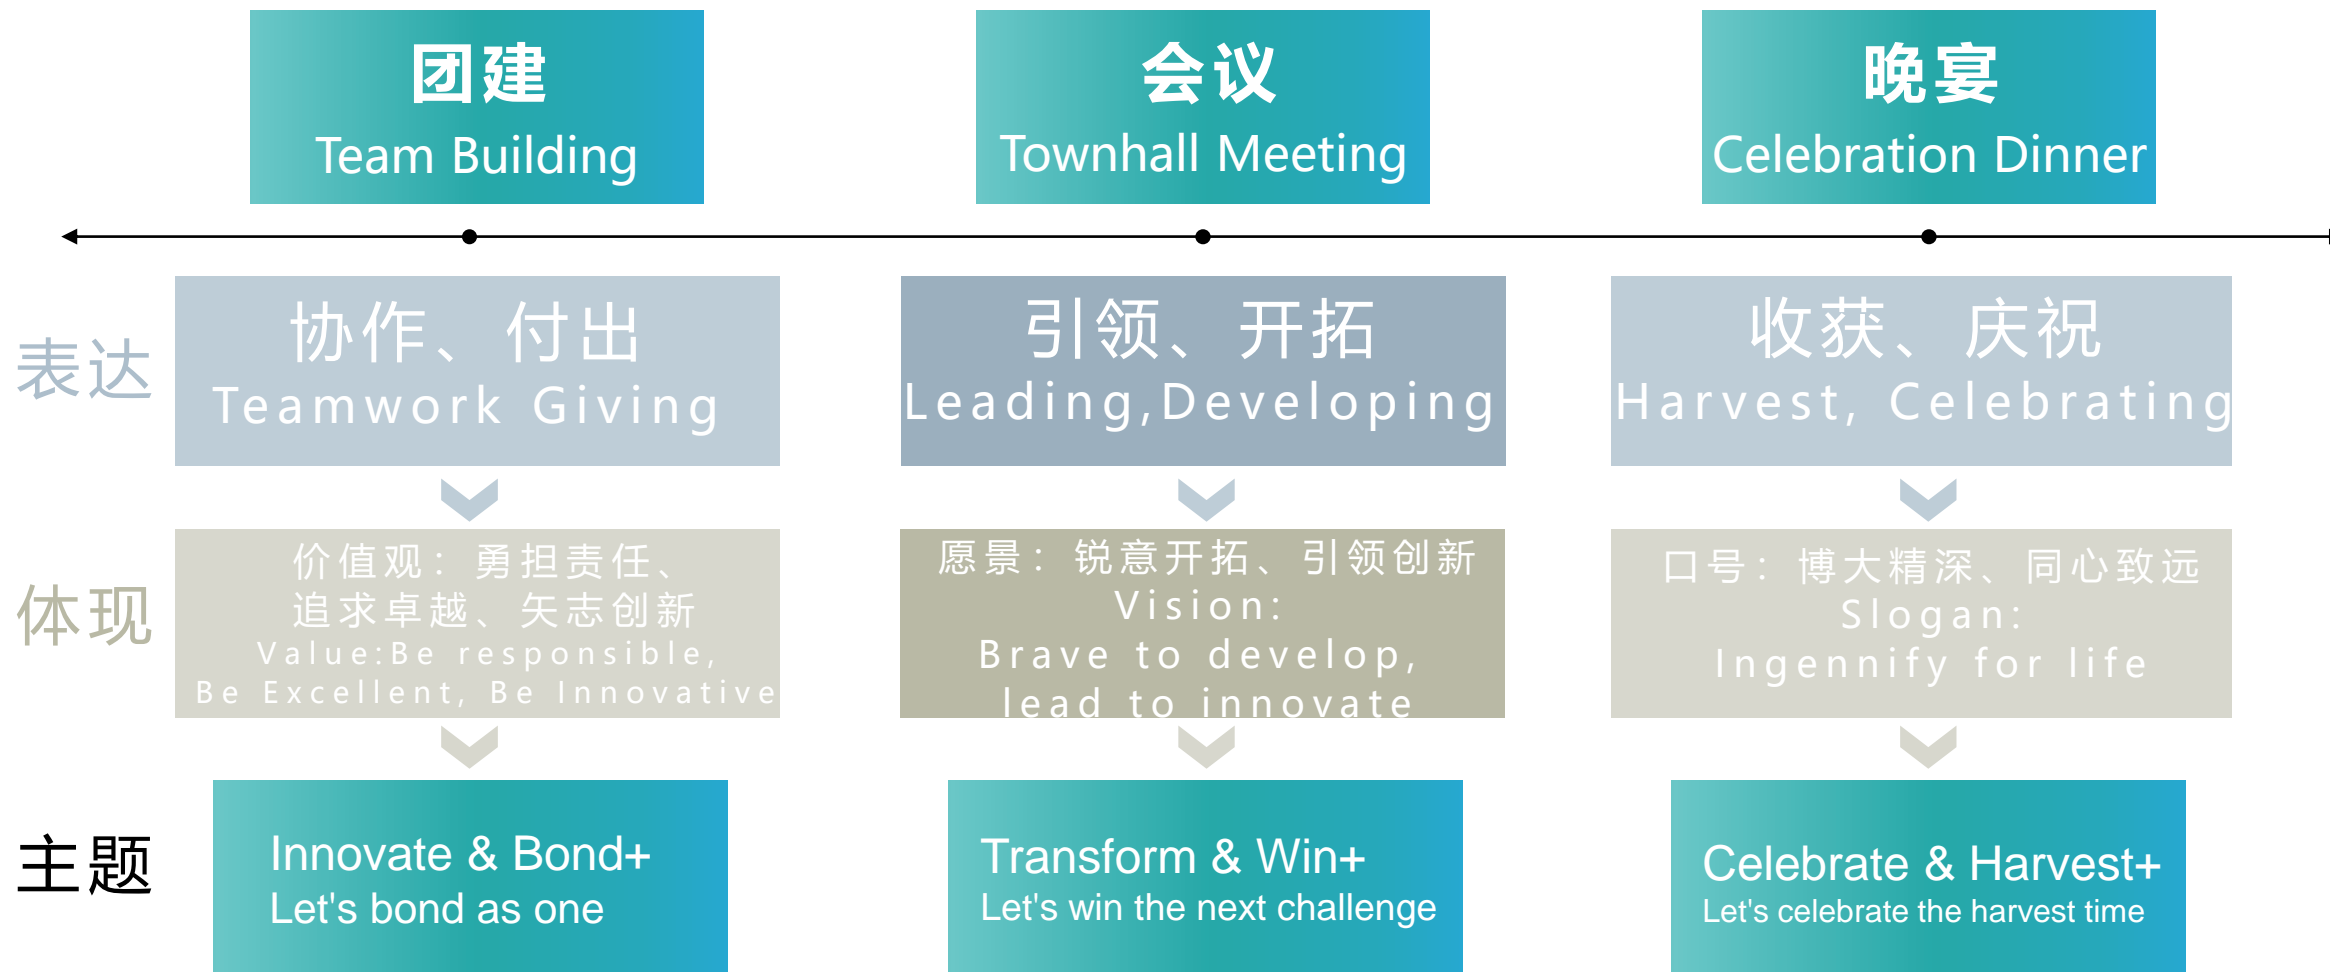 团建
Team Building
会议
Townhall Meeting
晚宴
Celebration Dinner
表达
协作、付出
Teamwork Giving
引领、开拓
Leading,Developing
收获、庆祝
Harvest, Celebrating
体现
价值观：勇担责任、
追求卓越、矢志创新
Value:Be responsible,
Be Excellent, Be Innovative
愿景：锐意开拓、引领创新
Vision:
Brave to develop,
lead to innovate
口号：博大精深、同心致远
Slogan:
Ingennify for life
主题
Innovate & Bond+
Let's bond as one
Transform & Win+
Let's win the next challenge
Celebrate & Harvest+
Let's celebrate the harvest time